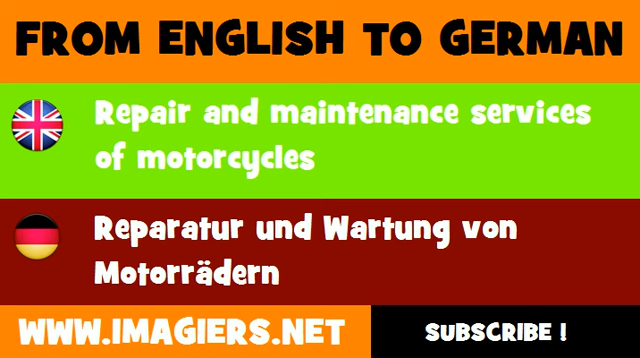 FROM ENGLISH TO GERMAN
Repair and maintenance services
of motorcycles
Reparatur und Wartung von
Motorrädern
WWW.IMAGIERS.NET
SUBSCRIBE !